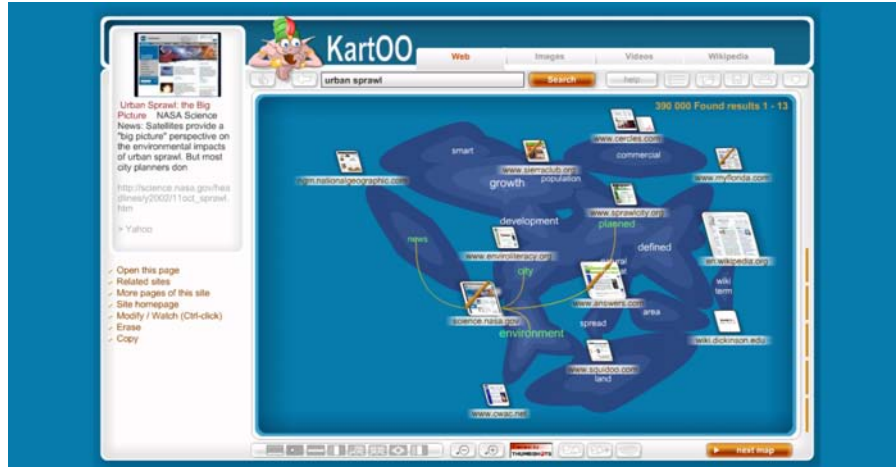 KartOO
Web
Images
Videos
Wikipedia
urban sprawl
Search
help
Urban Sprawl: the Big
Picture NASA Science
News: Satellites provide a
"big picture" perspective on
the environmental impacts
of urban sprawl. But most
city planners don
http://science.nasa.gov/hea
dlines/y2002/11oct_sprawl.
htm
> Yahoo
Open this page
Related sites
More pages of this site
Site homepage
Modify / Watch (Ctrl-click)
Erase
Copy
390 000 Found results 1 - 13
www.cercles.com
smart
commercial
www.sierraclub.org
ngm.nationalgeographic.com
population
www.myflorida.com
growth
www.sprawlcity.org
development
planned
news
defined
www.enviroliteracy.org
en.wikipedia.org
city
wiki
term
www.answers.com
area
science.nasa.gov
spread
environment
wiki.dickinson.edu
www.squidoo.com
land
www.cwac.net
THUMBSHOTS
next map